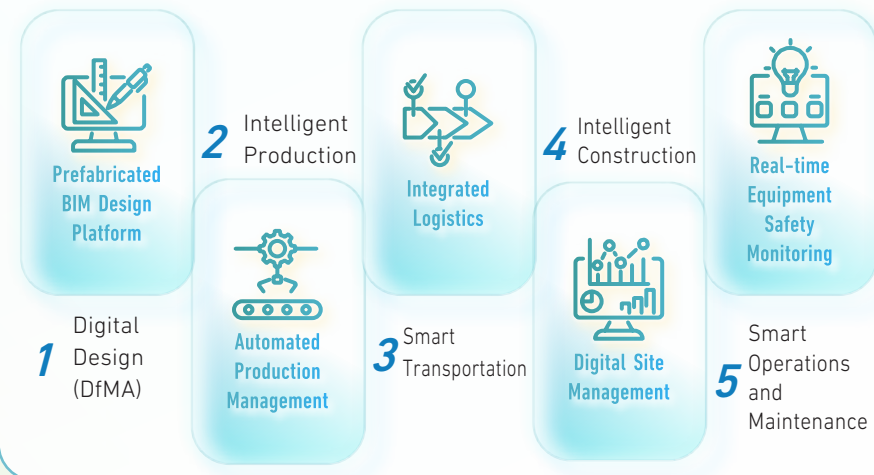 Prefabricated
BIM Design
Platform
1
Digital
Design
(DfMA)
2
Intelligent
Production
Automated
Production
Management
Integrated
Logistics
3
Smart
Transportation
4
Intelligent
Construction
Digital Site
Management
Real-time
Equipment
Safety
Monitoring
5
Smart
Operations
and
Maintenance